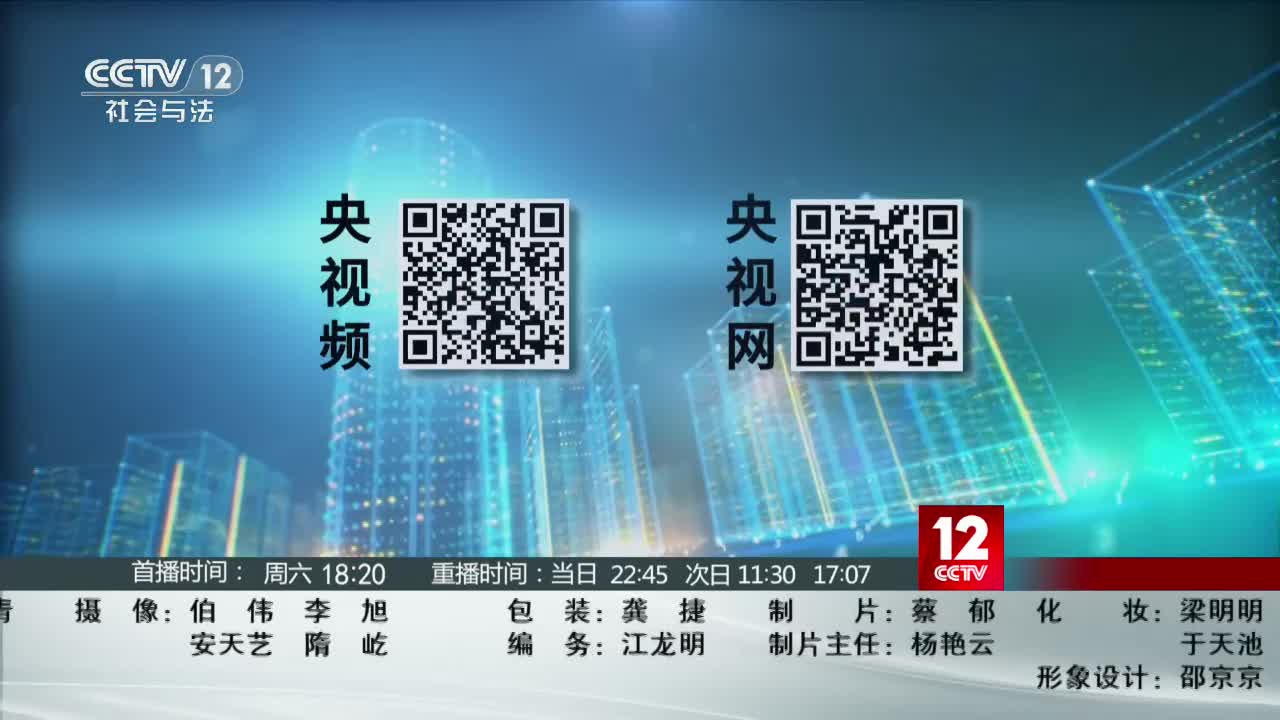 CCTV 12
社会与法
央视频
央视网
12
CCTV
首播时间： 周六 18:20 重播时间：当日 22:45 次日 11:30 17:07
摄 像：伯 伟 李 旭 包 装：龚 捷 制 片：蔡 郁 化 妆：梁明明
安天艺 隋 屹 编 务：江龙明 制片主任：杨艳云 于天池
形象设计：邵京京